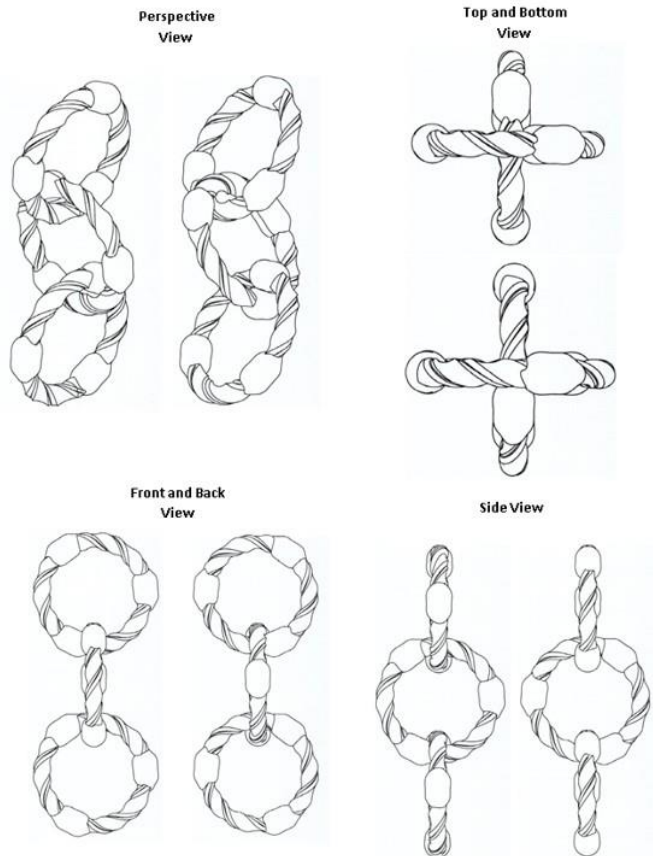 Perspective
View
Top and Bottom
View
Front and Back
View
Side View